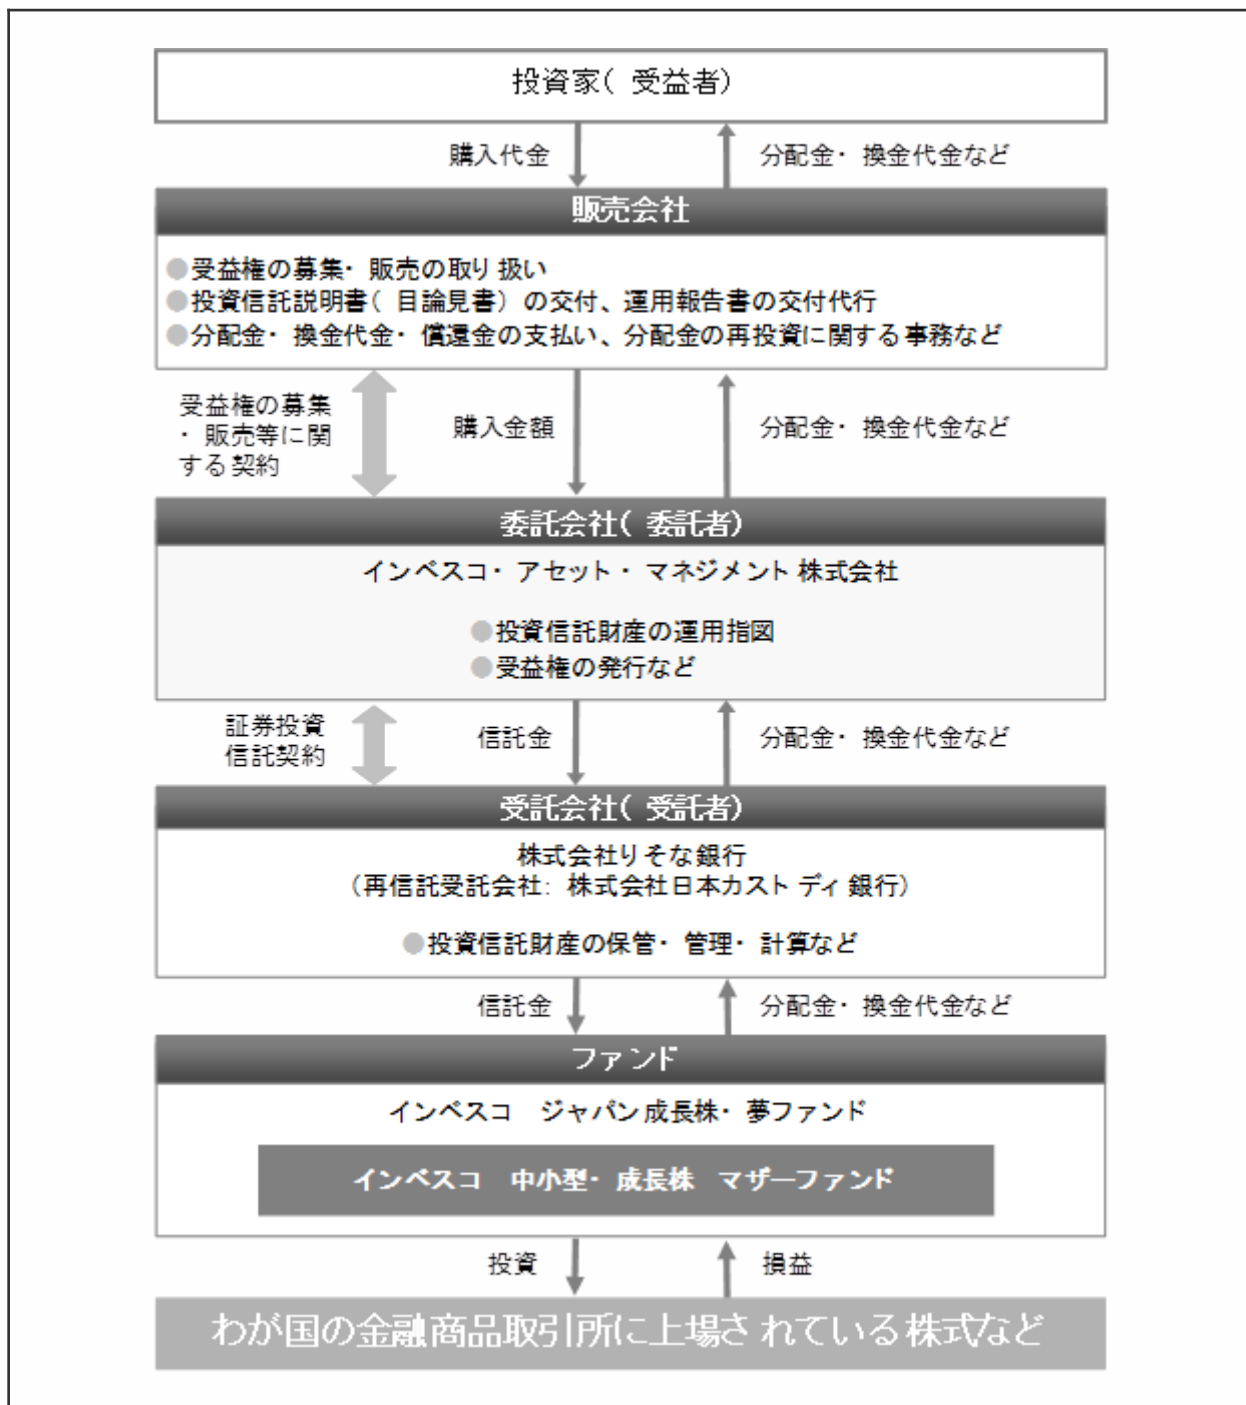 投資家(受益者)
購入代金
分配金・換金代金など
販売会社
●受益権の募集・販売の取り扱い
●投資信託説明書(目論見書)の交付、運用報告書の交付代行
●分配金・換金代金・償還金の支払い、分配金の再投資に関する事務など
受益権の募集
・販売等に関
する契約
購入金額
分配金・換金代金など
委託会社(委託者)
インベスコ・アセット・マネジメント株式会社
●投資信託財産の運用指図
●受益権の発行など
証券投資
信託契約
信託金
分配金・換金代金など
受託会社(受託者)
株式会社りそな銀行
(再信託受託会社:株式会社日本カストディ銀行)
●投資信託財産の保管・管理・計算など
信託金
分配金・換金代金など
ファンド
インベスコ　ジャパン成長株・夢ファンド
インベスコ　中小型・成長株　マザーファンド
投資
損益
わが国の金融商品取引所に上場されている株式など